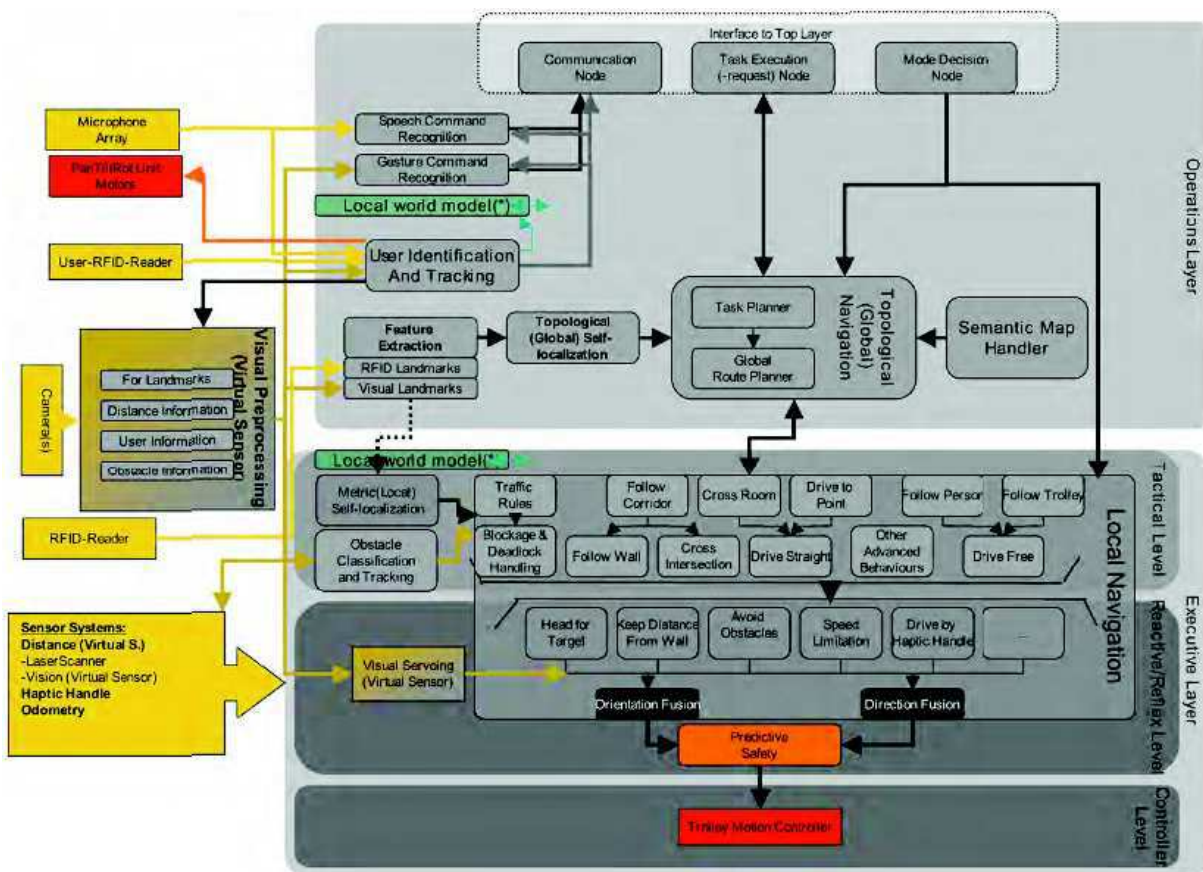 Interface to Top Layer
Communication
Node
Task Execution
(-request) Node
Mode Decision
Node
Microphone
Array
Speech Command
Recognition
Gesture Command
Recognition
Motors
Local world model(*)
User-RFID-Reader
User Identification
And Tracking
Operations Layer
Feature
Extraction
RFID Landmarks
Visual Landmarks
Topological
(Global) Self-
localization
Task Planner
Global
Route Planner
Topological
(Global)
Navigation
Semantic Map
Handler
Camera(s)
For Landmarks
Distance Information
User Information
Obstacle Information
Visual Preprocessing
(Virtual Sensor)
Local world model(*
Metric(Local)
Self-localization
Traffic
Rules
Follow
Corridor
Cross Room
Drive to
Point
Follow Person
Follow Trolley
RFID-Reader
Obstacle
Classification
and Tracking
Blockage &
Deadlock
Handling
Follow Wall
Cross
Intersection
Drive Straight
Other
Advanced
Behaviours
Drive Free
Local Navigation
Tactical Level
Executive Layer
Sensor Systems:
Distance (Virtual S.)
-LaserScanner
-Vision (Virtual Sensor)
Haptic Handle
Odometry
Visual Servoing
(Virtual Sensor)
Head for
Target
Keep Distance
From Wall
Avoid
Obstacles
Speed
Limitation
Drive by
Haptic Handle
...
Orientation Fusion
Direction Fusion
Reactive/Reflex Level
Predictive
Safety
Trolley Motion Controller
Controller
Level